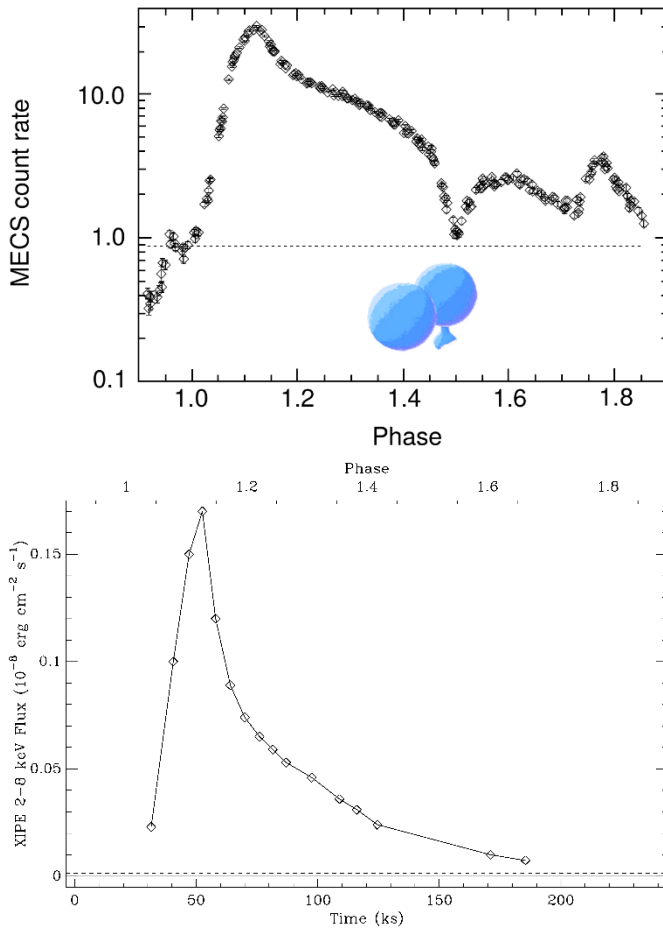 10.0
1.0
0.1
MECS count rate
1.0 1.2 1.4 1.6 1.8
Phase
Phase
1 1.2 1.4 1.6 1.8
0.15
0.1
0.05
0
XIPE 2-8 keV Flux (10⁻⁸ erg cm⁻² s⁻¹)
0 50 100 150 200
Time (ks)